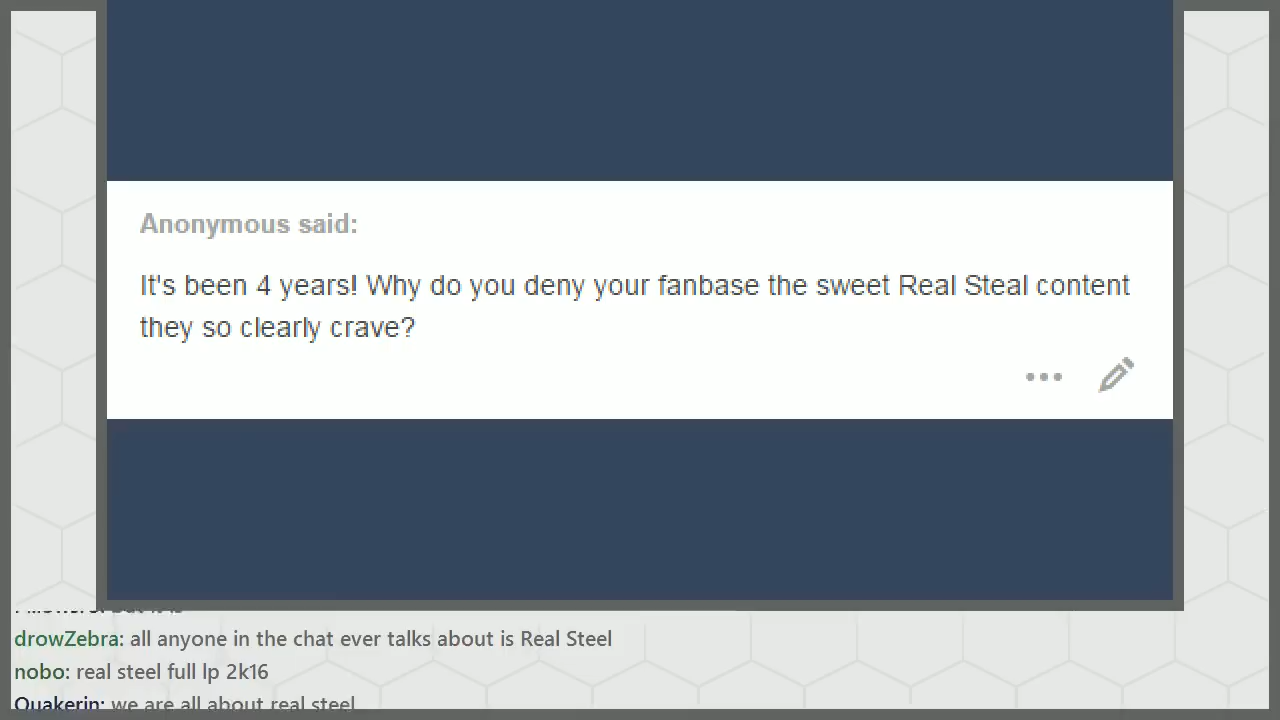 Anonymous said:
It's been 4 years! Why do you deny your fanbase the sweet Real Steal content
they so clearly crave?
drowZebra: all anyone in the chat ever talks about is Real Steel
nobo: real steel full lp 2k16
Quakerin: we are all about real steel